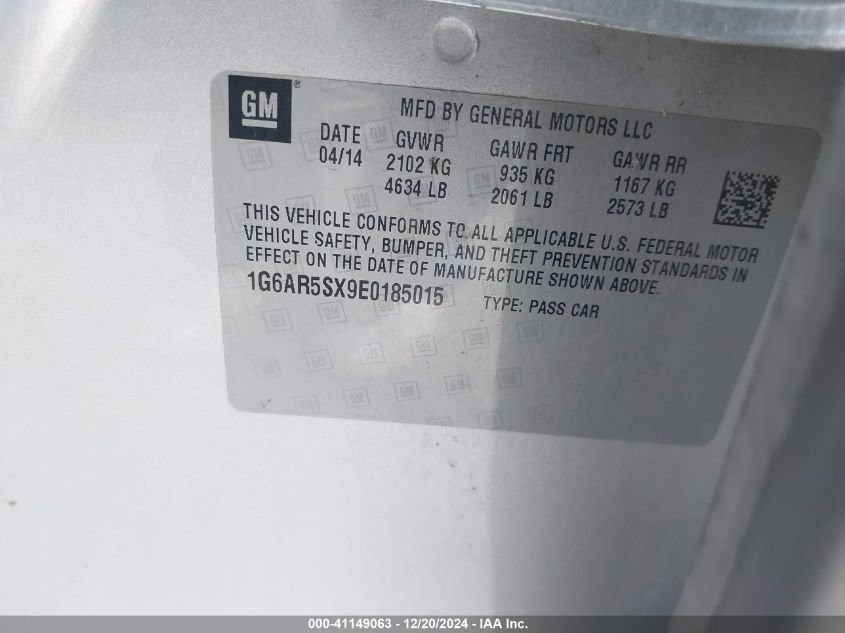 GM
MFD BY GENERAL MOTORS LLC
DATE GVWR GAWR FRT GAWR RR
04/14 2102 KG 935 KG 1167 KG
4634 LB 2061 LB 2573 LB
THIS VEHICLE CONFORMS TO ALL APPLICABLE U.S. FEDERAL MOTOR
VEHICLE SAFETY, BUMPER, AND THEFT PREVENTION STANDARDS IN
EFFECT ON THE DATE OF MANUFACTURE SHOWN ABOVE.
1G6AR5SX9E0185015 TYPE: PASS CAR
000-41149063 - 12/20/2024 - IAA Inc.